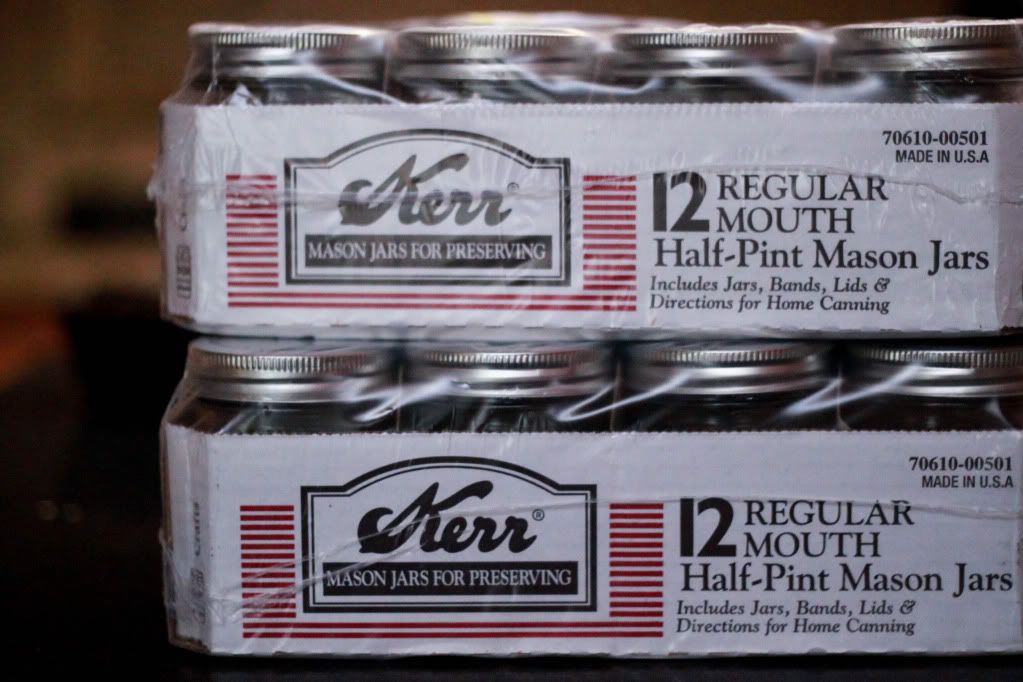 70610-00501
MADE IN U.S.A
Kerr®
MASON JARS FOR PRESERVING
12 REGULAR
MOUTH
Half-Pint Mason Jars
Includes Jars, Bands, Lids &
Directions for Home Canning
70610-00501
MADE IN U.S.A
Kerr®
MASON JARS FOR PRESERVING
12 REGULAR
MOUTH
Half-Pint Mason Jars
Includes Jars, Bands, Lids &
Directions for Home Canning
Crafts